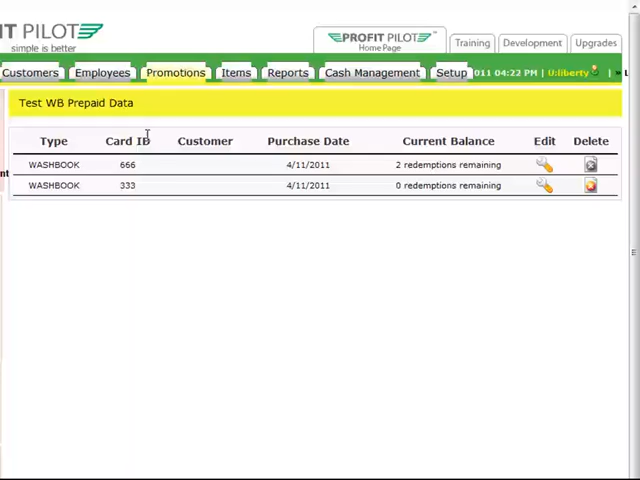 IT PILOT
simple is better
PROFIT PILOT
Home Page
Training
Development
Upgrades
Customers
Employees
Promotions
Items
Reports
Cash Management
Setup
011 04:22 PM | U:liberty
| » L
Test WB Prepaid Data
Type Card ID Customer Purchase Date Current Balance Edit Delete
WASHBOOK 666 4/11/2011 2 redemptions remaining
nt
WASHBOOK 333 4/11/2011 0 redemptions remaining